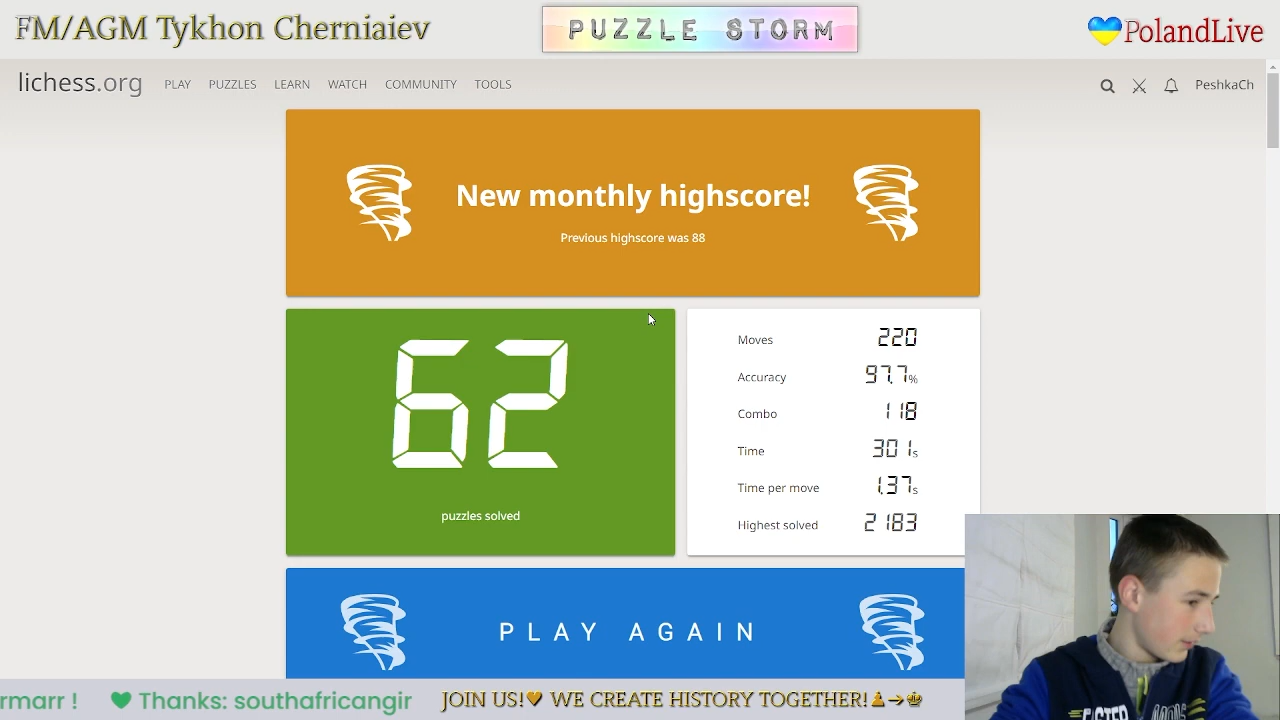 FM/AGM Tykhon Cherniaiev
PUZZLE STORM
PolandLive
lichess.org PLAY PUZZLES LEARN WATCH COMMUNITY TOOLS PeshkaCh
New monthly highscore!
Previous highscore was 88
62
puzzles solved
Moves 220
Accuracy 97.7%
Combo 118
Time 301s
Time per move 1.37s
Highest solved 2183
PLAY AGAIN
rmarr ! 💚 Thanks: southafricangir
JOIN US!🧡 WE CREATE HISTORY TOGETHER!♟→♚